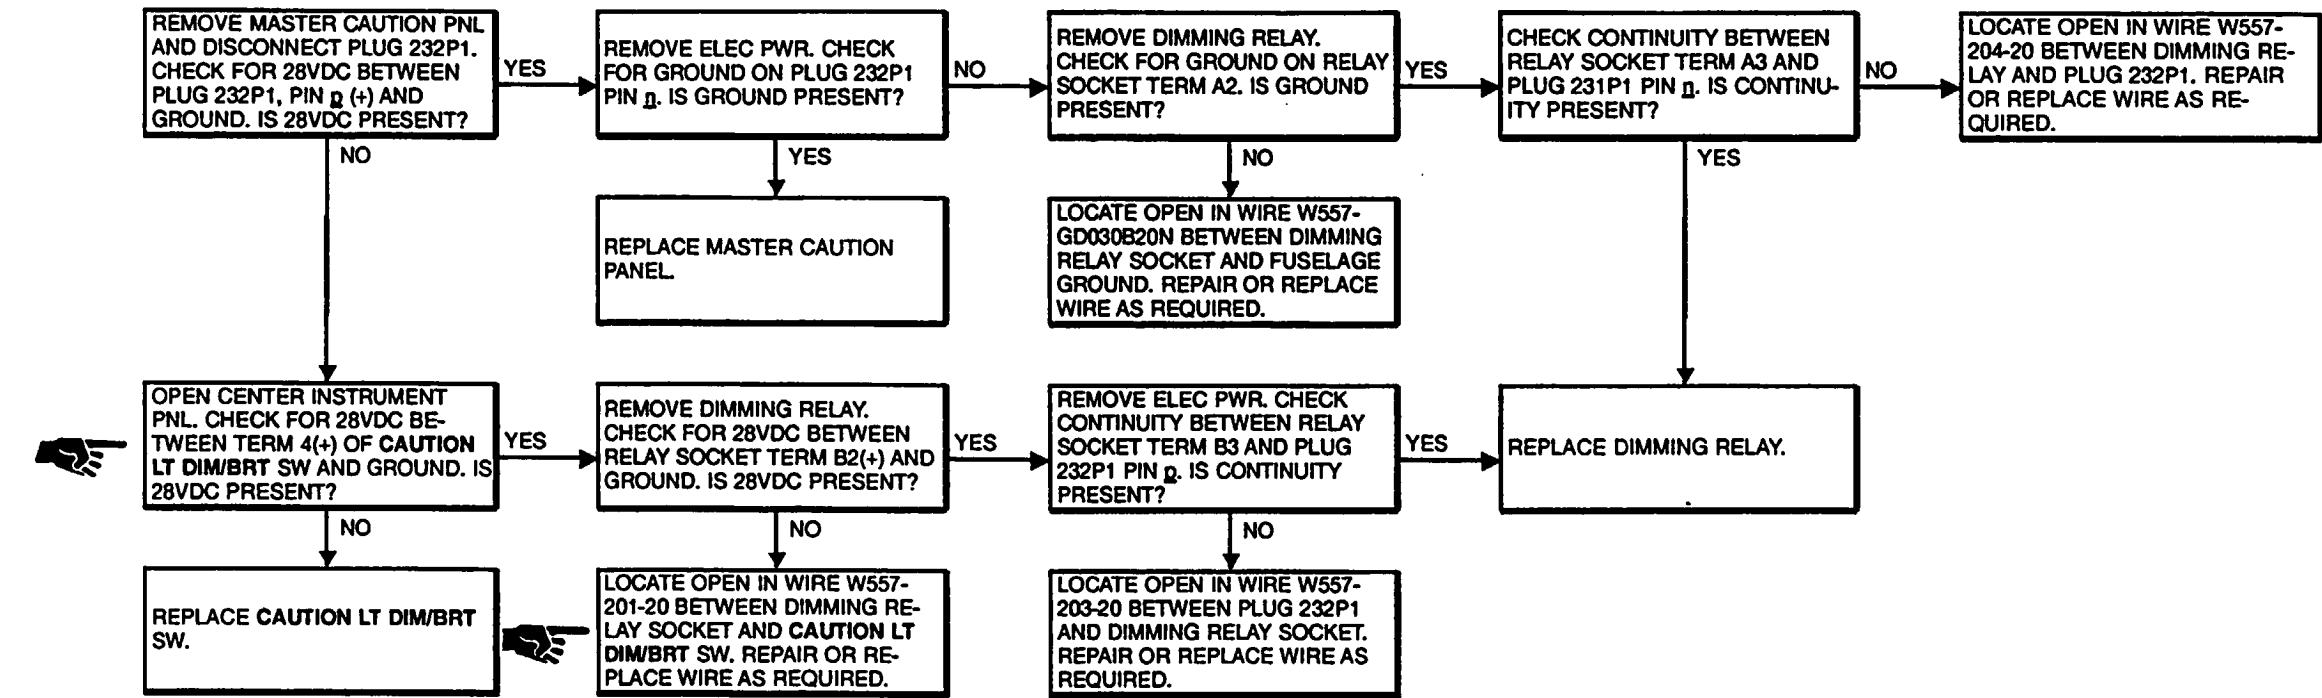 REMOVE MASTER CAUTION PNL
AND DISCONNECT PLUG 232P1.
CHECK FOR 28VDC BETWEEN
PLUG 232P1, PIN p (+) AND
GROUND. IS 28VDC PRESENT?
YES
REMOVE ELEC PWR. CHECK
FOR GROUND ON PLUG 232P1
PIN n. IS GROUND PRESENT?
NO
REMOVE DIMMING RELAY.
CHECK FOR GROUND ON RELAY
SOCKET TERM A2. IS GROUND
PRESENT?
YES
CHECK CONTINUITY BETWEEN
RELAY SOCKET TERM A3 AND
PLUG 231P1 PIN n. IS CONTINU-
ITY PRESENT?
NO
LOCATE OPEN IN WIRE W557-
204-20 BETWEEN DIMMING RE-
LAY AND PLUG 232P1. REPAIR
OR REPLACE WIRE AS RE-
QUIRED.
NO
YES
NO
YES
REPLACE MASTER CAUTION
PANEL.
LOCATE OPEN IN WIRE W557-
GD030B20N BETWEEN DIMMING
RELAY SOCKET AND FUSELAGE
GROUND. REPAIR OR REPLACE
WIRE AS REQUIRED.
OPEN CENTER INSTRUMENT
PNL. CHECK FOR 28VDC BE-
TWEEN TERM 4(+) OF CAUTION
LT DIM/BRT SW AND GROUND. IS
28VDC PRESENT?
YES
REMOVE DIMMING RELAY.
CHECK FOR 28VDC BETWEEN
RELAY SOCKET TERM B2(+) AND
GROUND. IS 28VDC PRESENT?
YES
REMOVE ELEC PWR. CHECK
CONTINUITY BETWEEN RELAY
SOCKET TERM B3 AND PLUG
232P1 PIN p. IS CONTINUITY
PRESENT?
YES
REPLACE DIMMING RELAY.
NO
NO
NO
REPLACE CAUTION LT DIM/BRT
SW.
LOCATE OPEN IN WIRE W557-
201-20 BETWEEN DIMMING RE-
LAY SOCKET AND CAUTION LT
DIM/BRT SW. REPAIR OR RE-
PLACE WIRE AS REQUIRED.
LOCATE OPEN IN WIRE W557-
203-20 BETWEEN PLUG 232P1
AND DIMMING RELAY SOCKET.
REPAIR OR REPLACE WIRE AS
REQUIRED.